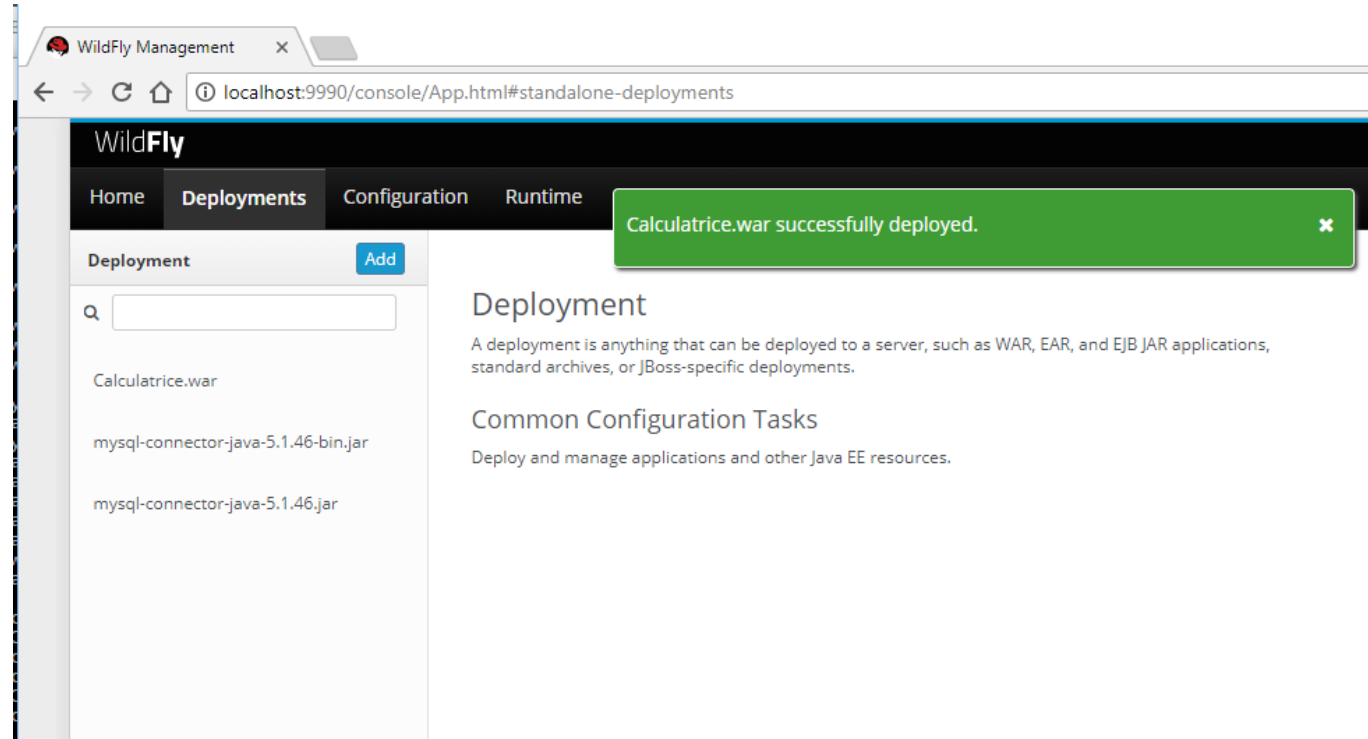 WildFly Management
localhost:9990/console/App.html#standalone-deployments
WildFly
Home Deployments Configuration Runtime
Calculatrice.war successfully deployed.
Deployment Add
Deployment
A deployment is anything that can be deployed to a server, such as WAR, EAR, and EJB JAR applications,
standard archives, or JBoss-specific deployments.
Calculatrice.war
Common Configuration Tasks
mysql-connector-java-5.1.46-bin.jar
Deploy and manage applications and other Java EE resources.
mysql-connector-java-5.1.46.jar